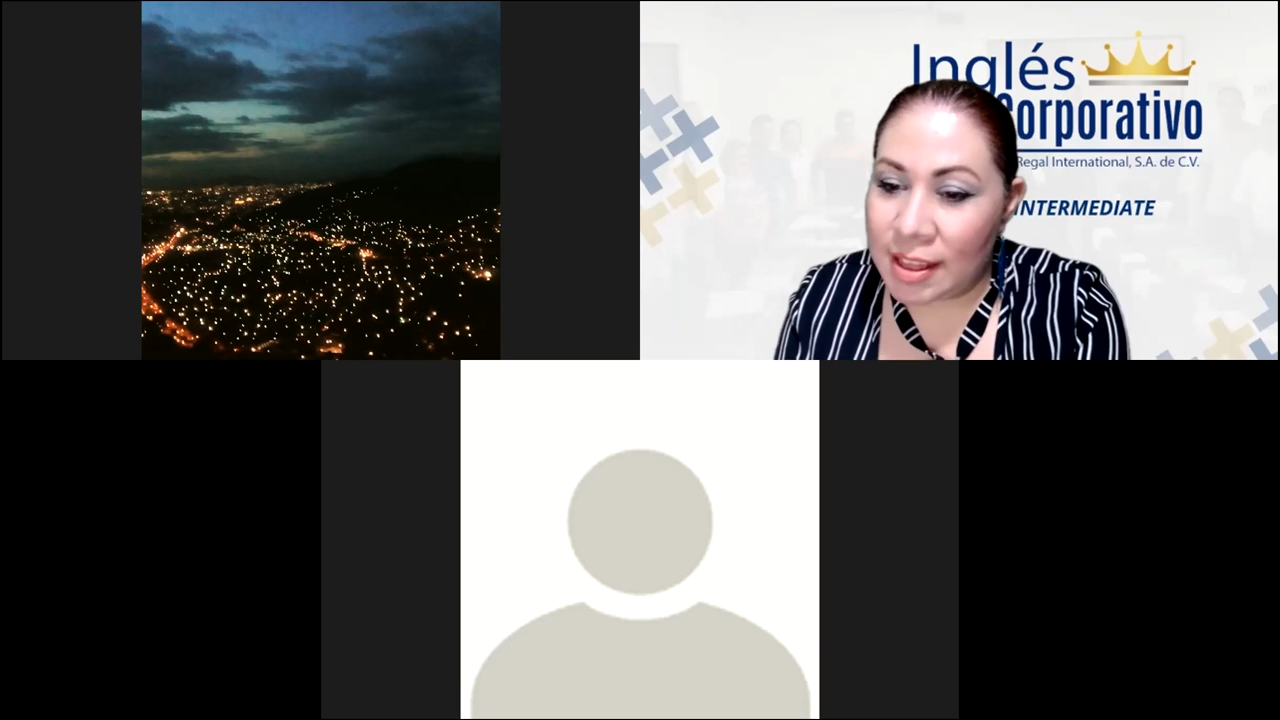 Inglés
Corporativo
Regal International, S.A. de C.V.
INTERMEDIATE